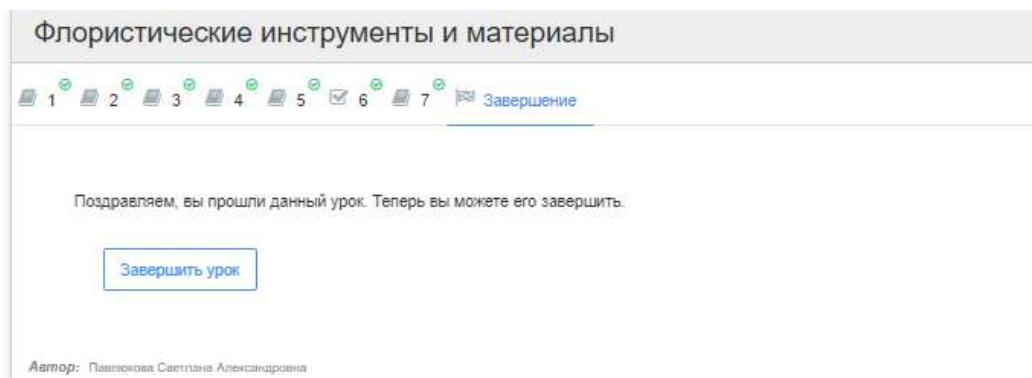 Флористические инструменты и материалы
1 2 3 4 5 6 7 Завершение
Поздравляем, вы прошли данный урок. Теперь вы можете его завершить.
Завершить урок
Автор: Павлюкова Светлана Александровна